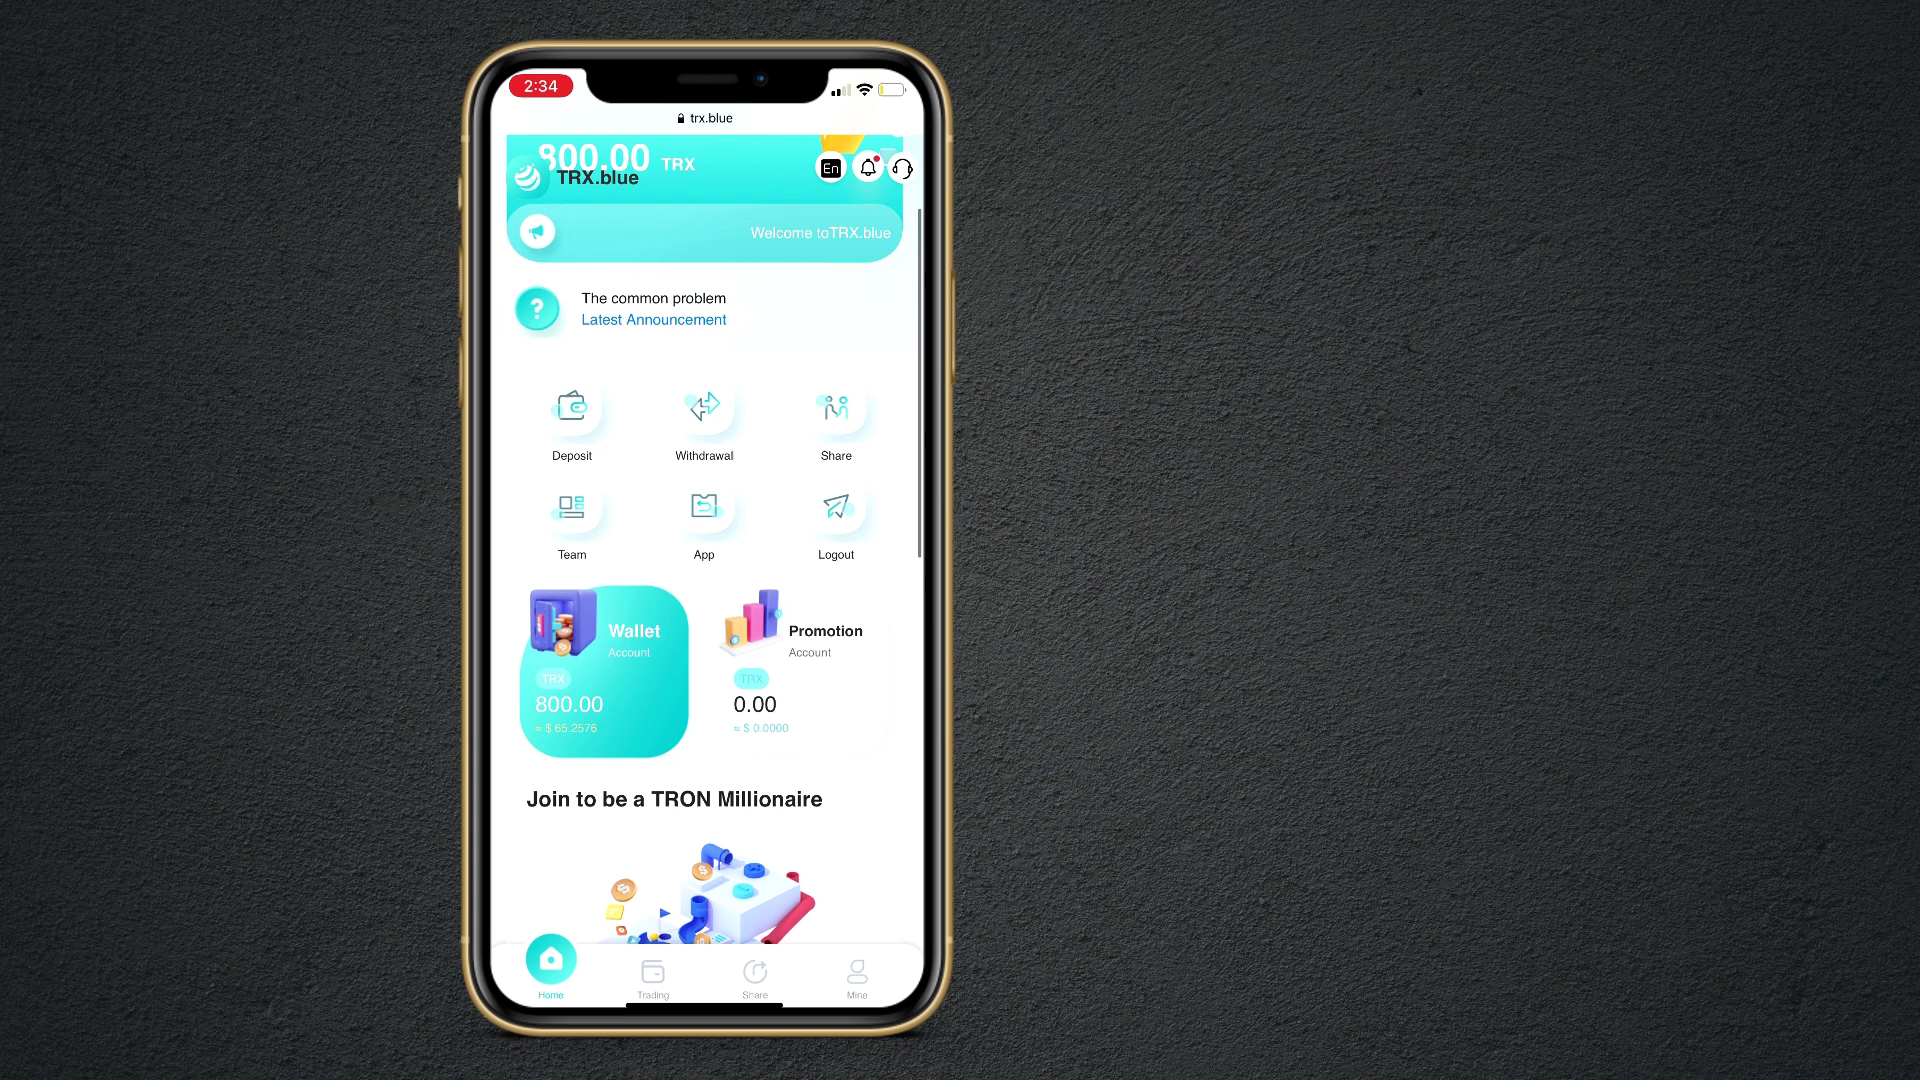 2:34
trx.blue
800.00 TRX
TRX.blue
En
Welcome toTRX.blue
?
The common problem
Latest Announcement
Deposit
Withdrawal
Share
Team
App
Logout
Wallet
Account
TRX
800.00
≈ $ 65.2576
Promotion
Account
TRX
0.00
≈ $ 0.0000
Join to be a TRON Millionaire
Home
Trading
Share
Mine